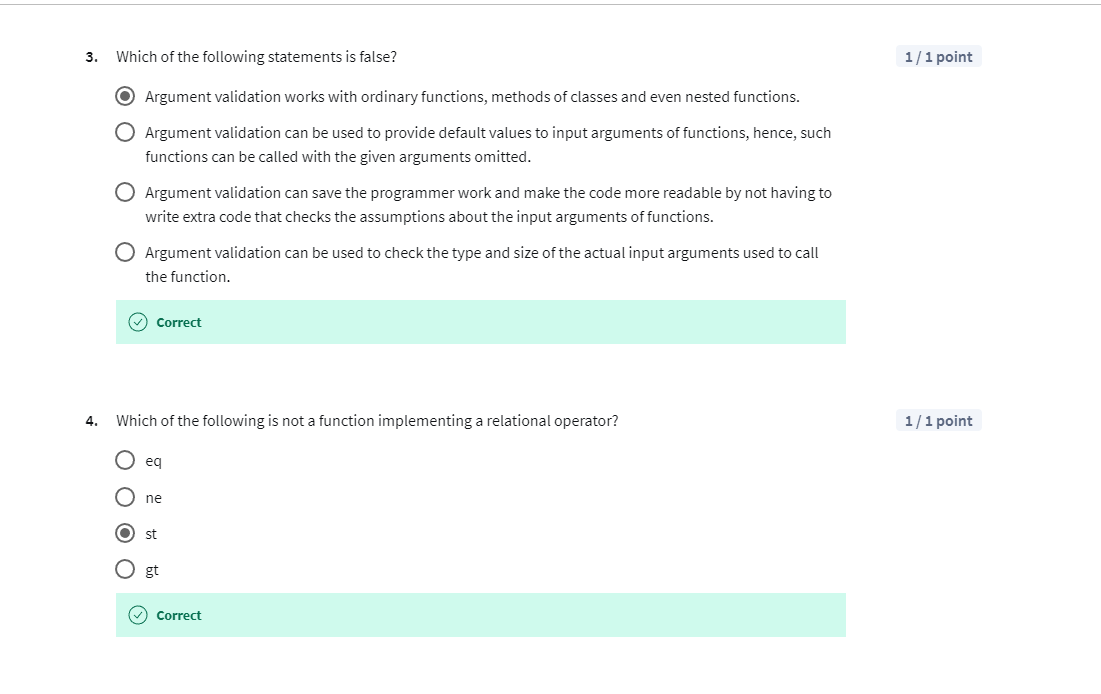 3. Which of the following statements is false?
1 / 1 point
Argument validation works with ordinary functions, methods of classes and even nested functions.
Argument validation can be used to provide default values to input arguments of functions, hence, such
functions can be called with the given arguments omitted.
Argument validation can save the programmer work and make the code more readable by not having to
write extra code that checks the assumptions about the input arguments of functions.
Argument validation can be used to check the type and size of the actual input arguments used to call
the function.
Correct
4. Which of the following is not a function implementing a relational operator?
1 / 1 point
eq
ne
st
gt
Correct